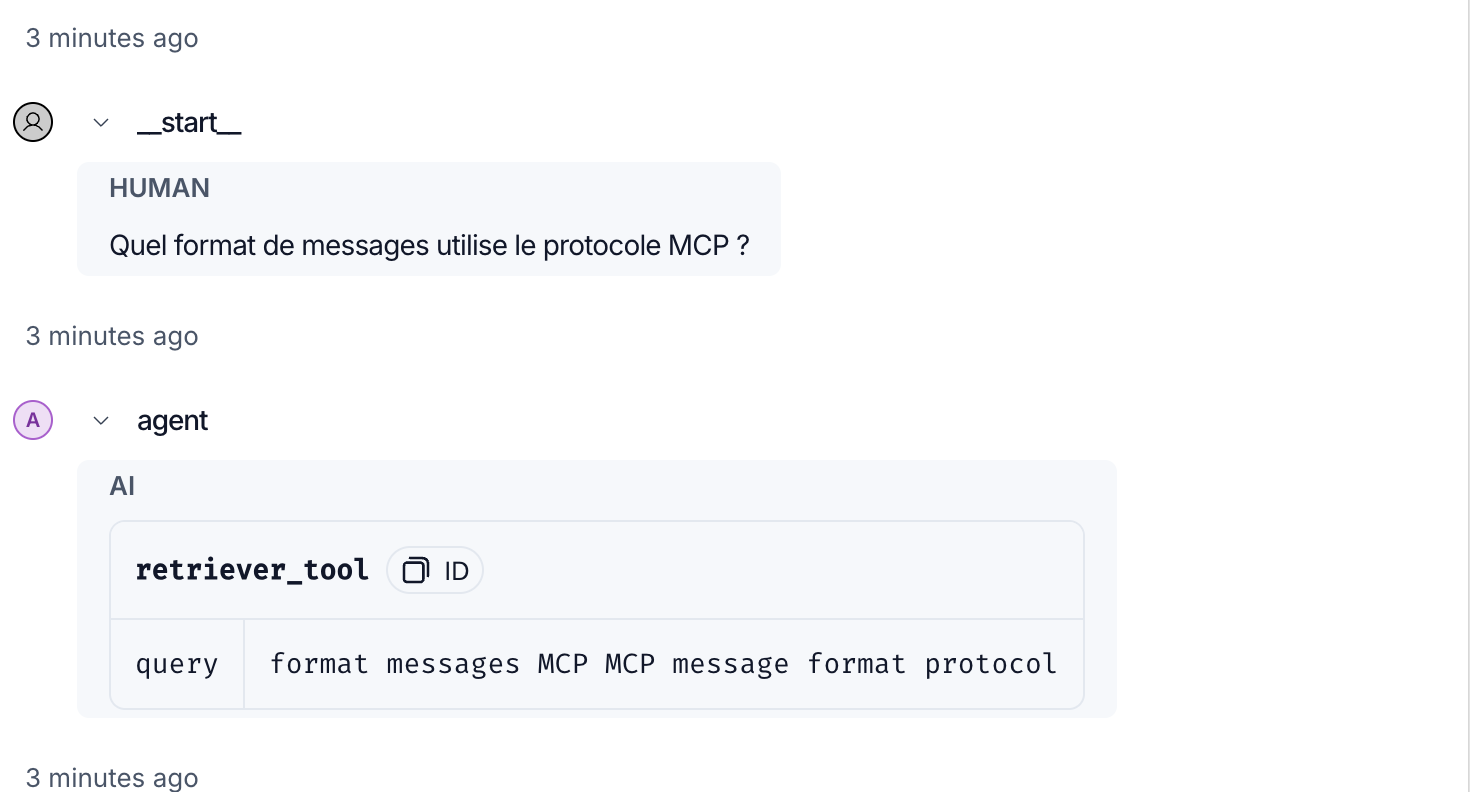 3 minutes ago
__start__
HUMAN
Quel format de messages utilise le protocole MCP ?
3 minutes ago
A
agent
AI
retriever_tool ID
query format messages MCP MCP message format protocol
3 minutes ago